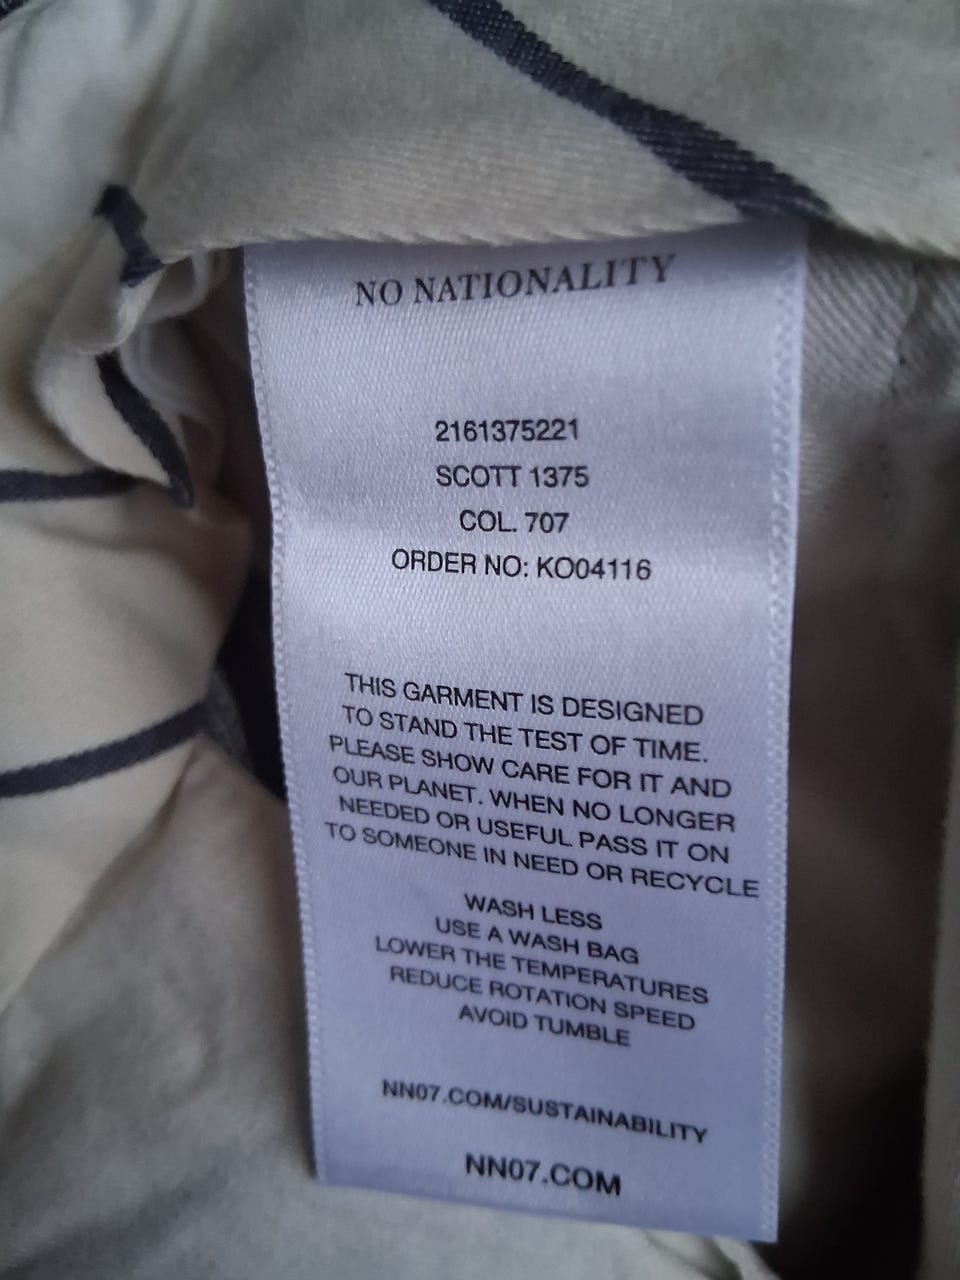 NO NATIONALITY
2161375221
SCOTT 1375
COL. 707
ORDER NO: KO04116
THIS GARMENT IS DESIGNED
TO STAND THE TEST OF TIME.
PLEASE SHOW CARE FOR IT AND
OUR PLANET. WHEN NO LONGER
NEEDED OR USEFUL PASS IT ON
TO SOMEONE IN NEED OR RECYCLE
WASH LESS
USE A WASH BAG
LOWER THE TEMPERATURES
REDUCE ROTATION SPEED
AVOID TUMBLE
NN07.COM/SUSTAINABILITY
NN07.COM